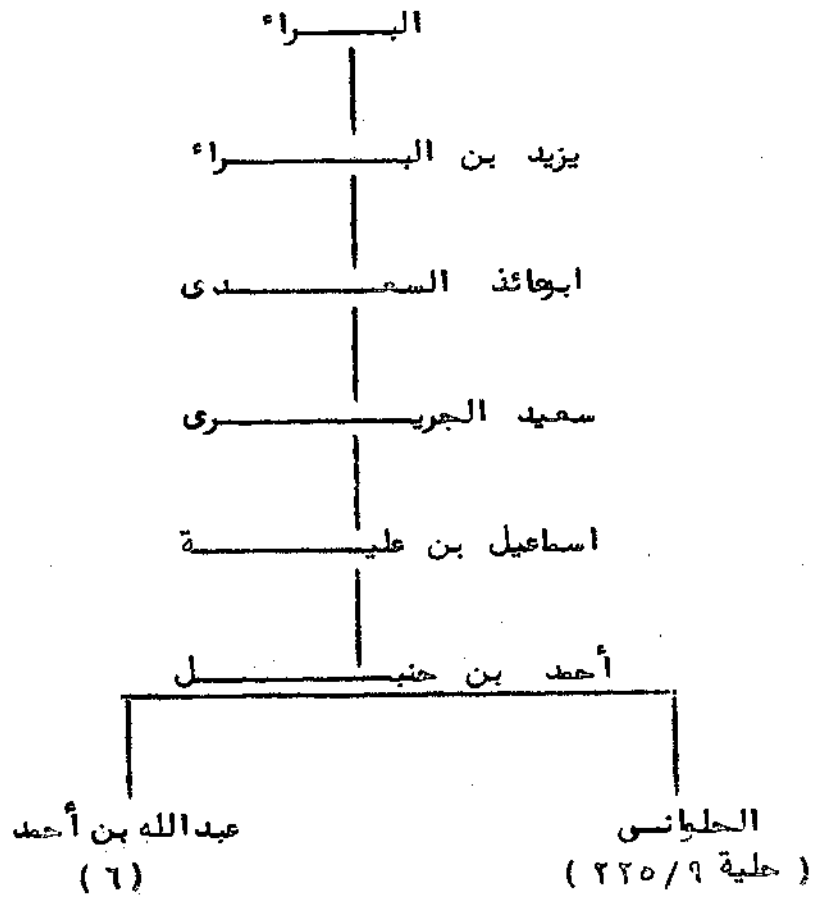 البراء
يزيد بن البراء
ابوعائذ السعدى
سعيد الجريرى
اسماعيل بن علية
أحمد بن حنبل
الحلوانى عبدالله بن أحمد
( حلية ٩/ ٢٢٥ ) (٦)